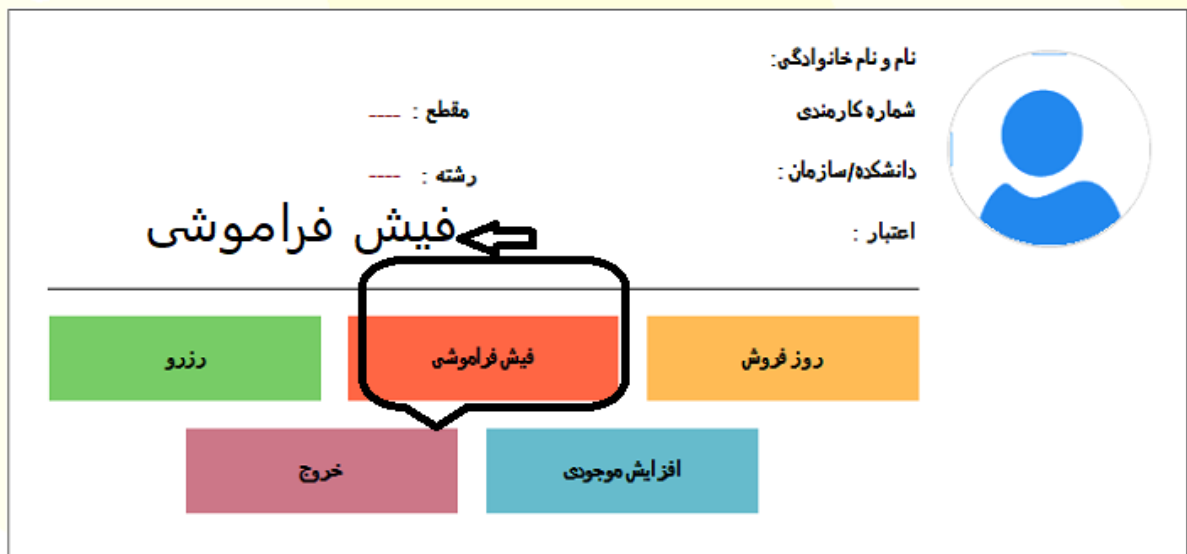 نام و نام خانوادگی:
شماره کارمندی
مقطع : ----
دانشکده/سازمان :
رشته : ----
اعتبار :
فیش فراموشی
روز فروش
فیش فراموشی
رزرو
افزایش موجودی
خروج